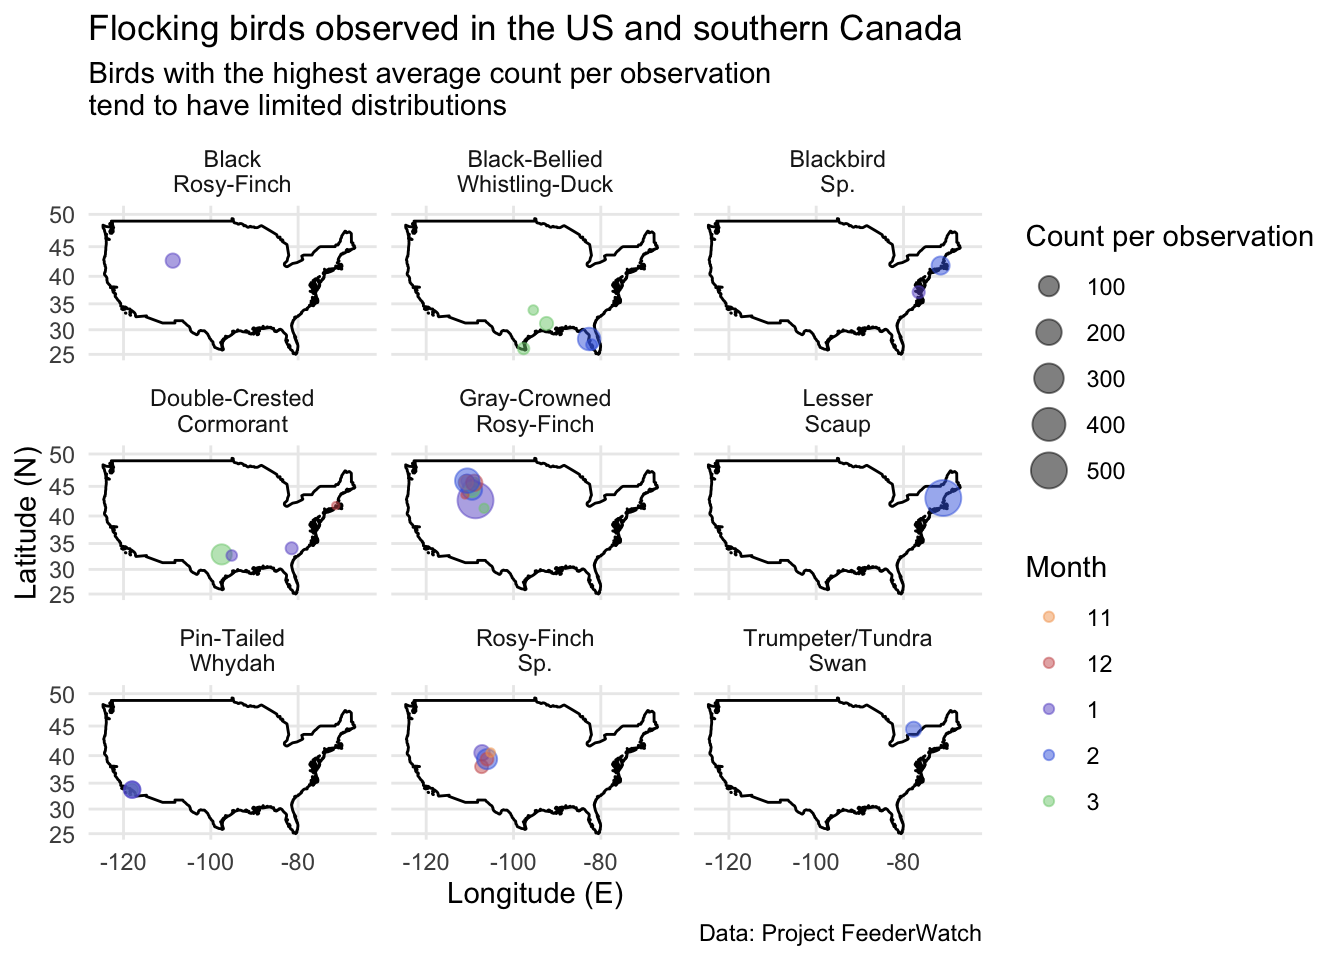 Flocking birds observed in the US and southern Canada
Birds with the highest average count per observation
tend to have limited distributions
Black
Rosy-Finch
Black-Bellied
Whistling-Duck
Blackbird
Sp.
50
45
40
35
30
25
Double-Crested
Cormorant
Gray-Crowned
Rosy-Finch
Lesser
Scaup
50
45
40
35
30
25
Latitude (N)
Pin-Tailed
Whydah
Rosy-Finch
Sp.
Trumpeter/Tundra
Swan
50
45
40
35
30
25
-120 -100 -80 -120 -100 -80 -120 -100 -80
Longitude (E)
Count per observation
100
200
300
400
500
Month
11
12
1
2
3
Data: Project FeederWatch